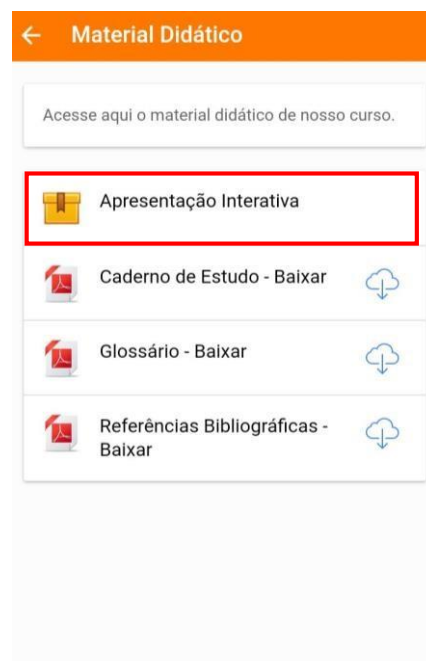 Material Didático
Acesse aqui o material didático de nosso curso.
Apresentação Interativa
Caderno de Estudo - Baixar
Glossário - Baixar
Referências Bibliográficas -
Baixar